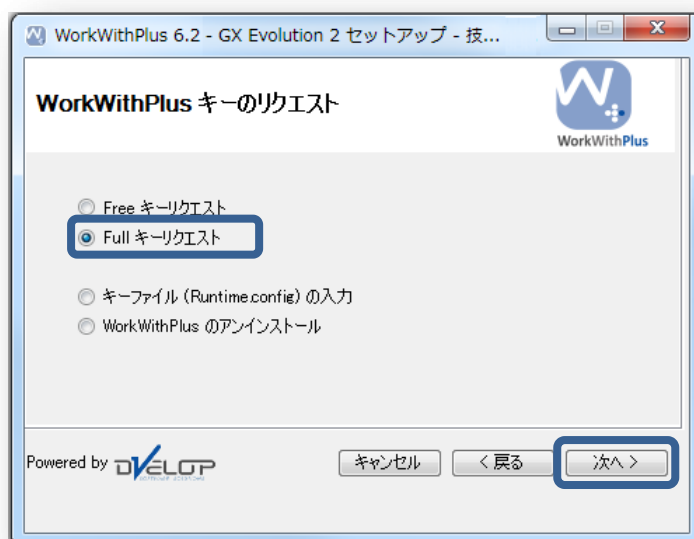 WorkWithPlus 6.2 - GX Evolution 2 セットアップ - 技...
WorkWithPlus キーのリクエスト
WorkWithPlus
Free キーリクエスト
Full キーリクエスト
キーファイル (Runtime.config) の入力
WorkWithPlus のアンインストール
Powered by DVELOP
キャンセル
< 戻る
次へ >